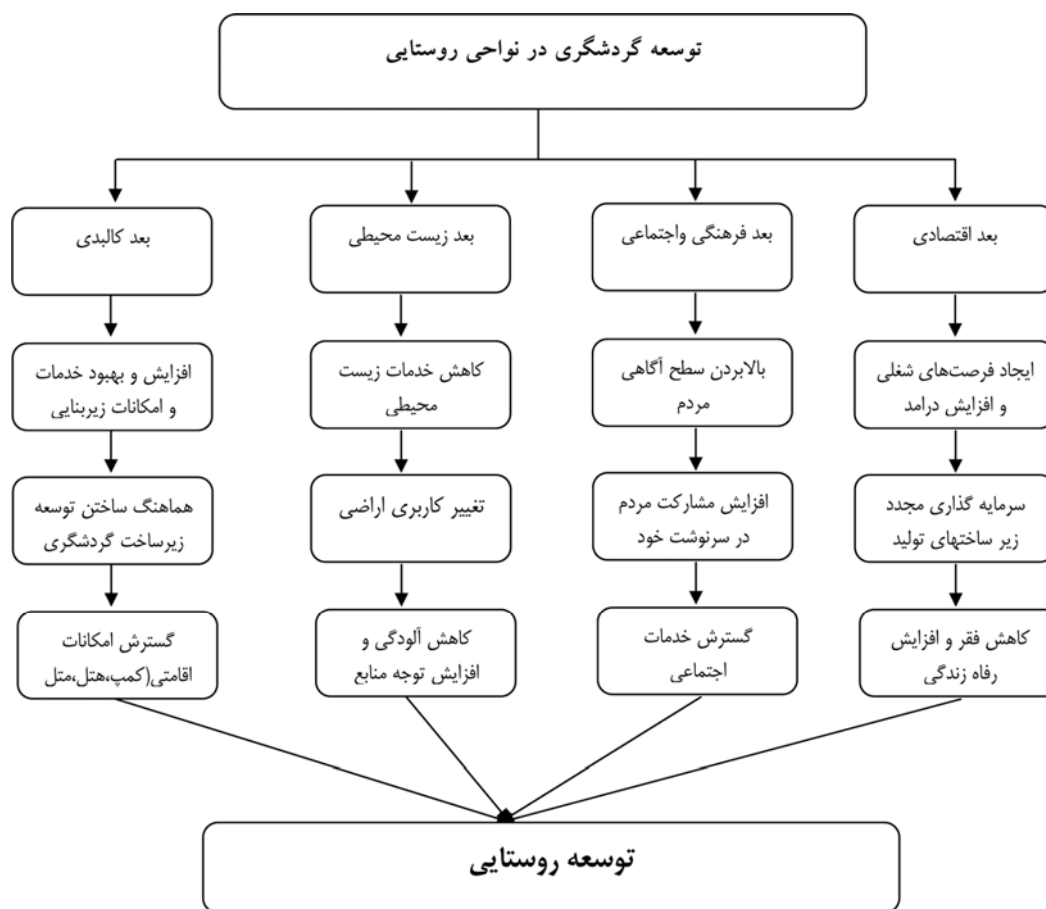 توسعه گردشگری در نواحی روستایی
بعد اقتصادی
بعد فرهنگی واجتماعی
بعد زیست محیطی
بعد کالبدی
ایجاد فرصت‌های شغلی
و افزایش درامد
بالابردن سطح آگاهی
مردم
کاهش خدمات زیست
محیطی
افزایش و بهبود خدمات
و امکانات زیربنایی
سرمایه گذاری مجدد
زیر ساختهای تولید
افزایش مشارکت مردم
در سرنوشت خود
تغییر کاربری اراضی
هماهنگ ساختن توسعه
زیرساخت گردشگری
کاهش فقر و افزایش
رفاه زندگی
گسترش خدمات
اجتماعی
کاهش آلودگی و
افزایش توجه منابع
گسترش امکانات
اقامتی(کمپ،هتل،متل
توسعه روستایی